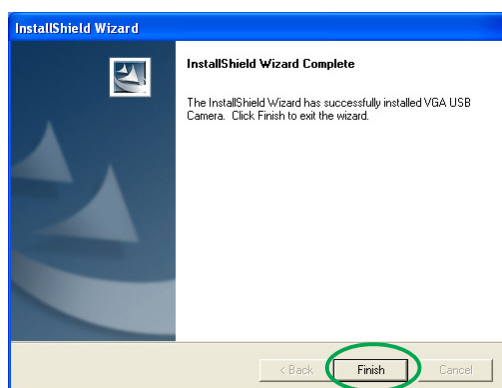 InstallShield Wizard
InstallShield Wizard Complete
The InstallShield Wizard has successfully installed VGA USB
Camera. Click Finish to exit the wizard.
< Back
Finish
Cancel